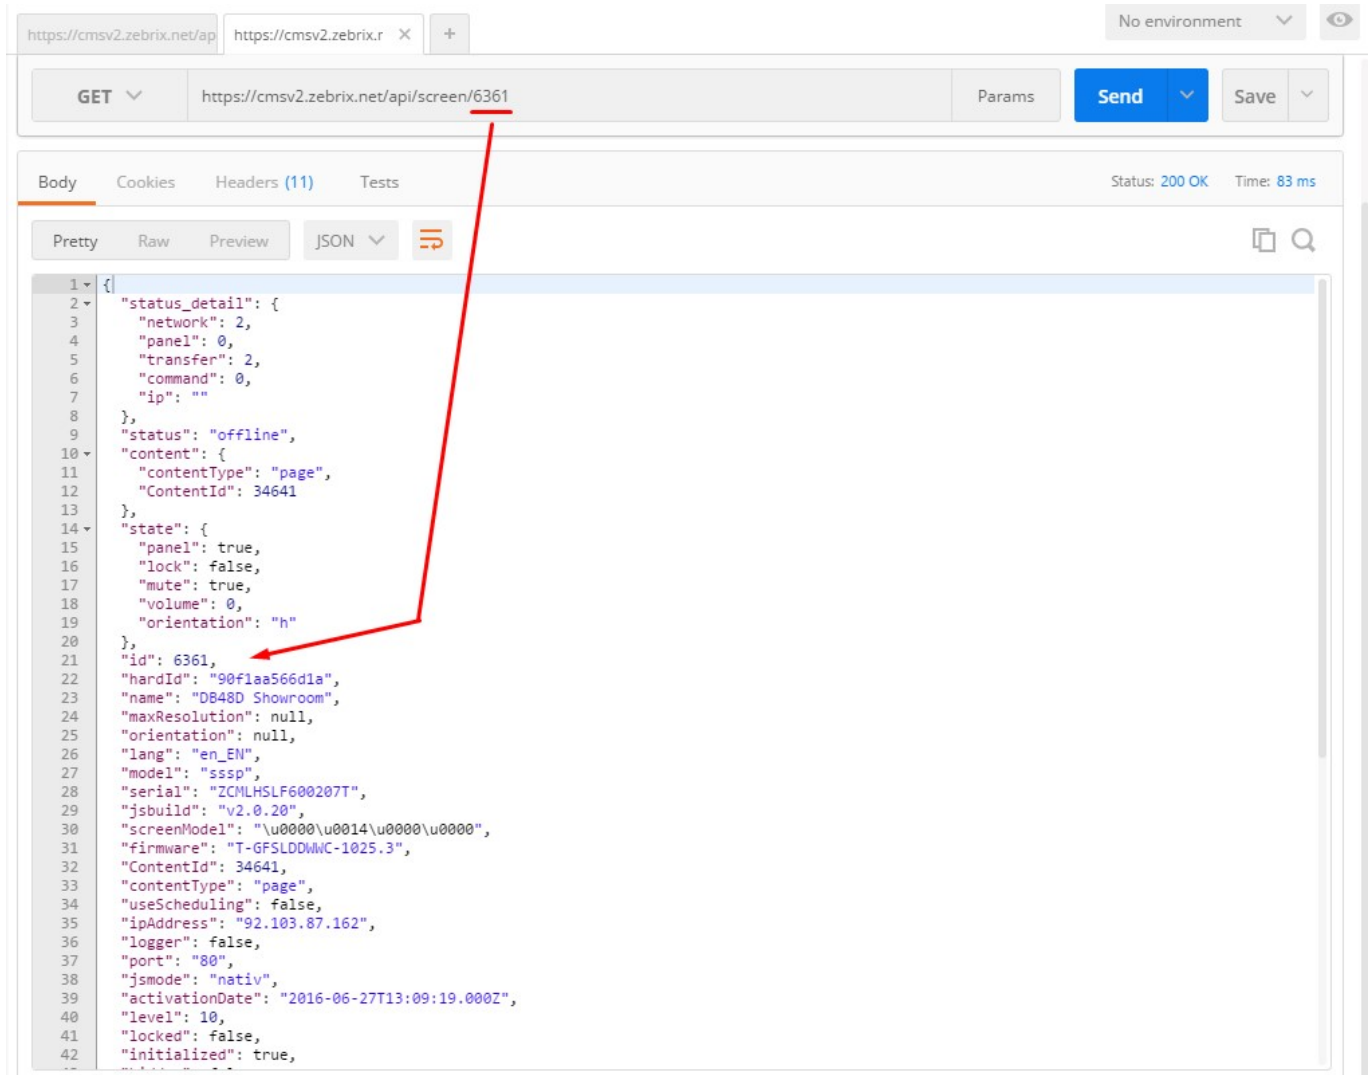 No environment
https://cmsv2.zebrix.net/ap
https://cmsv2.zebrix.r
GET
https://cmsv2.zebrix.net/api/screen/6361
Params
Send
Save
Body
Cookies
Headers (11)
Tests
Status: 200 OK
Time: 83 ms
Pretty
Raw
Preview
JSON
1 {
2 "status_detail": {
3 "network": 2,
4 "panel": 0,
5 "transfer": 2,
6 "command": 0,
7 "ip": ""
8 },
9 "status": "offline",
10 "content": {
11 "contentType": "page",
12 "ContentId": 34641
13 },
14 "state": {
15 "panel": true,
16 "lock": false,
17 "mute": true,
18 "volume": 0,
19 "orientation": "h"
20 },
21 "id": 6361,
22 "hardId": "90f1aa566d1a",
23 "name": "DB48D Showroom",
24 "maxResolution": null,
25 "orientation": null,
26 "lang": "en_EN",
27 "model": "sssp",
28 "serial": "ZCMLHSLF600207T",
29 "jsbuild": "v2.0.20",
30 "screenModel": "\u0000\u0014\u0000\u0000",
31 "firmware": "T-GFSLDDWWC-1025.3",
32 "ContentId": 34641,
33 "contentType": "page",
34 "useScheduling": false,
35 "ipAddress": "92.103.87.162",
36 "logger": false,
37 "port": "80",
38 "jsmode": "nativ",
39 "activationDate": "2016-06-27T13:09:19.000Z",
40 "level": 10,
41 "locked": false,
42 "initialized": true,